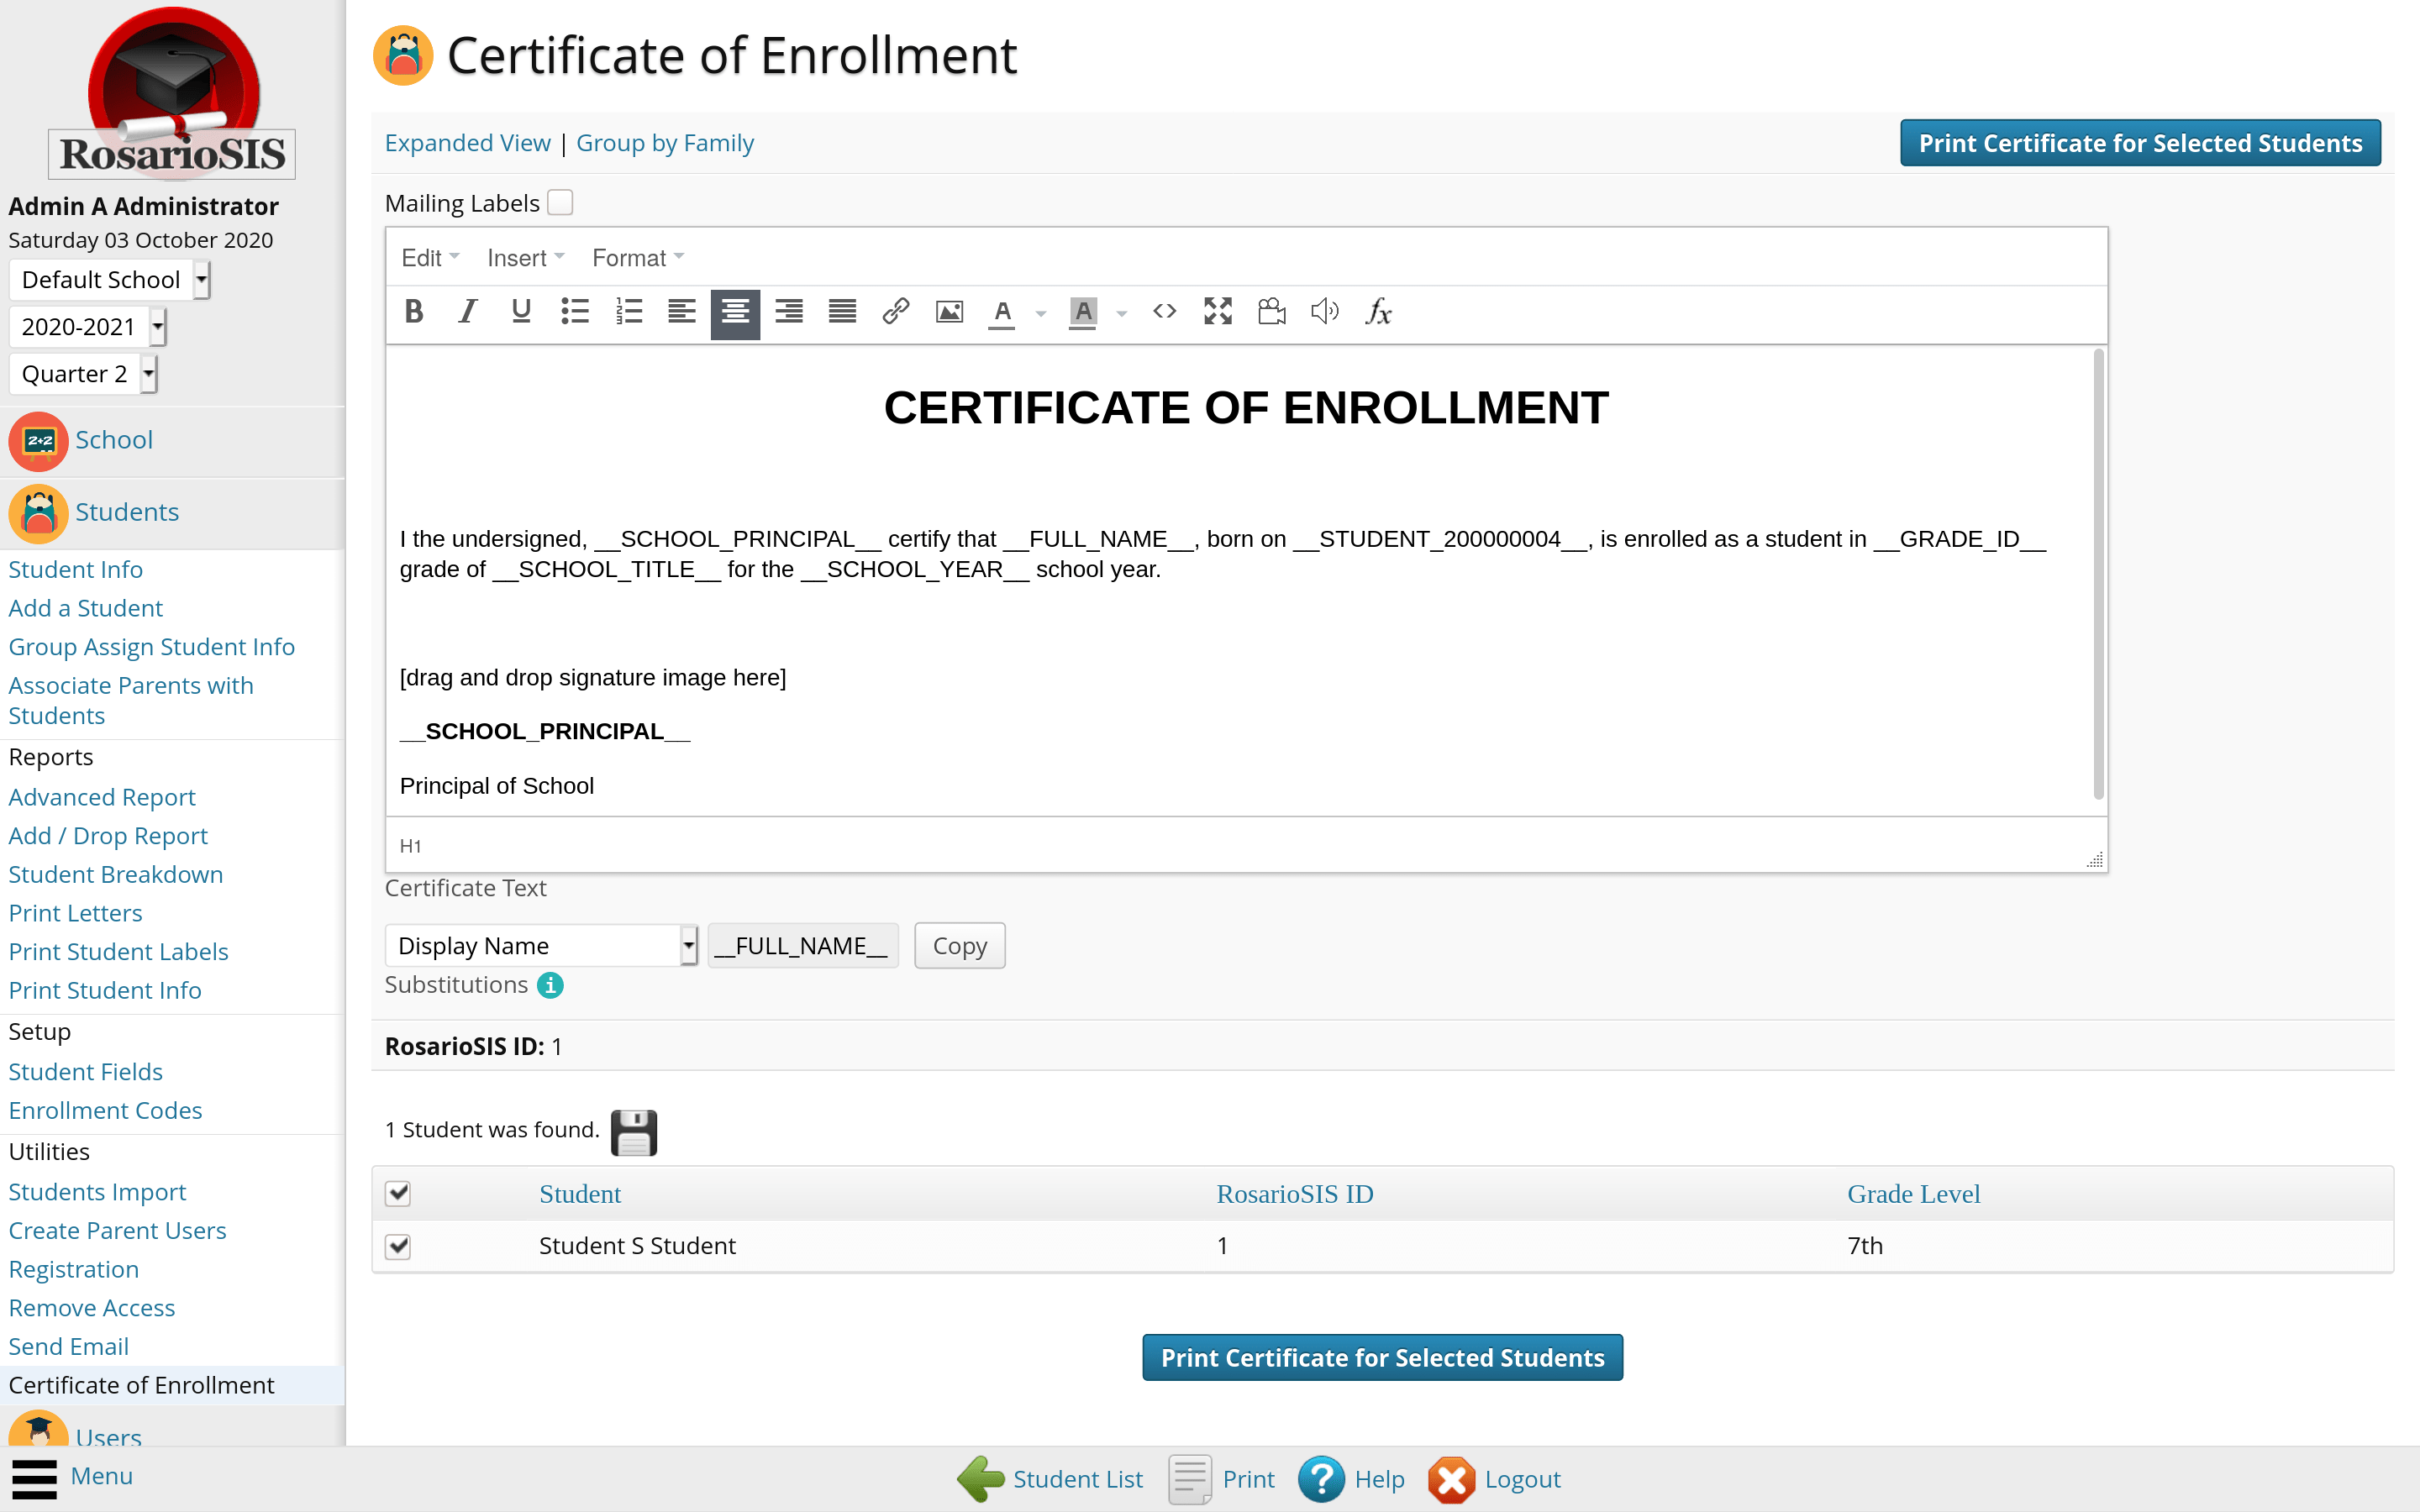 RosarioSIS
Admin A Administrator
Saturday 03 October 2020
Default School
2020-2021
Quarter 2
2+2
School
Students
Student Info
Add a Student
Group Assign Student Info
Associate Parents with
Students
Reports
Advanced Report
Add / Drop Report
Student Breakdown
Print Letters
Print Student Labels
Print Student Info
Setup
Student Fields
Enrollment Codes
Utilities
Students Import
Create Parent Users
Registration
Remove Access
Send Email
Certificate of Enrollment
Users
Menu
Certificate of Enrollment
Expanded View | Group by Family
Print Certificate for Selected Students
Mailing Labels
Edit Insert Format
B I U A A <> fx
CERTIFICATE OF ENROLLMENT
I the undersigned, __SCHOOL_PRINCIPAL__ certify that __FULL_NAME__, born on __STUDENT_200000004__, is enrolled as a student in __GRADE_ID__
grade of __SCHOOL_TITLE__ for the __SCHOOL_YEAR__ school year.
[drag and drop signature image here]
__SCHOOL_PRINCIPAL__
Principal of School
H1
Certificate Text
Display Name __FULL_NAME__ Copy
Substitutions i
RosarioSIS ID: 1
1 Student was found.
Student RosarioSIS ID Grade Level
Student S Student 1 7th
Print Certificate for Selected Students
Student List Print ? Help Logout